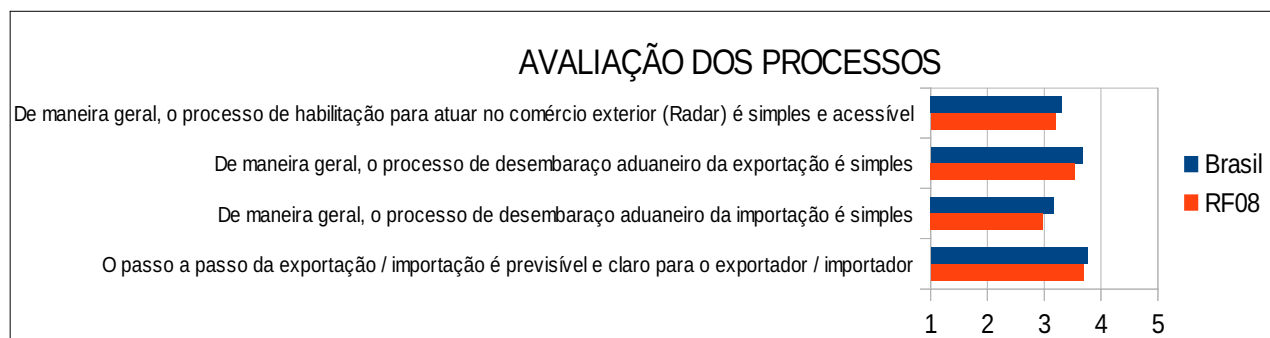 AVALIAÇÃO DOS PROCESSOS
De maneira geral, o processo de habilitação para atuar no comércio exterior (Radar) é simples e acessível
De maneira geral, o processo de desembaraço aduaneiro da exportação é simples
De maneira geral, o processo de desembaraço aduaneiro da importação é simples
O passo a passo da exportação / importação é previsível e claro para o exportador / importador
Brasil
RF08
1 2 3 4 5